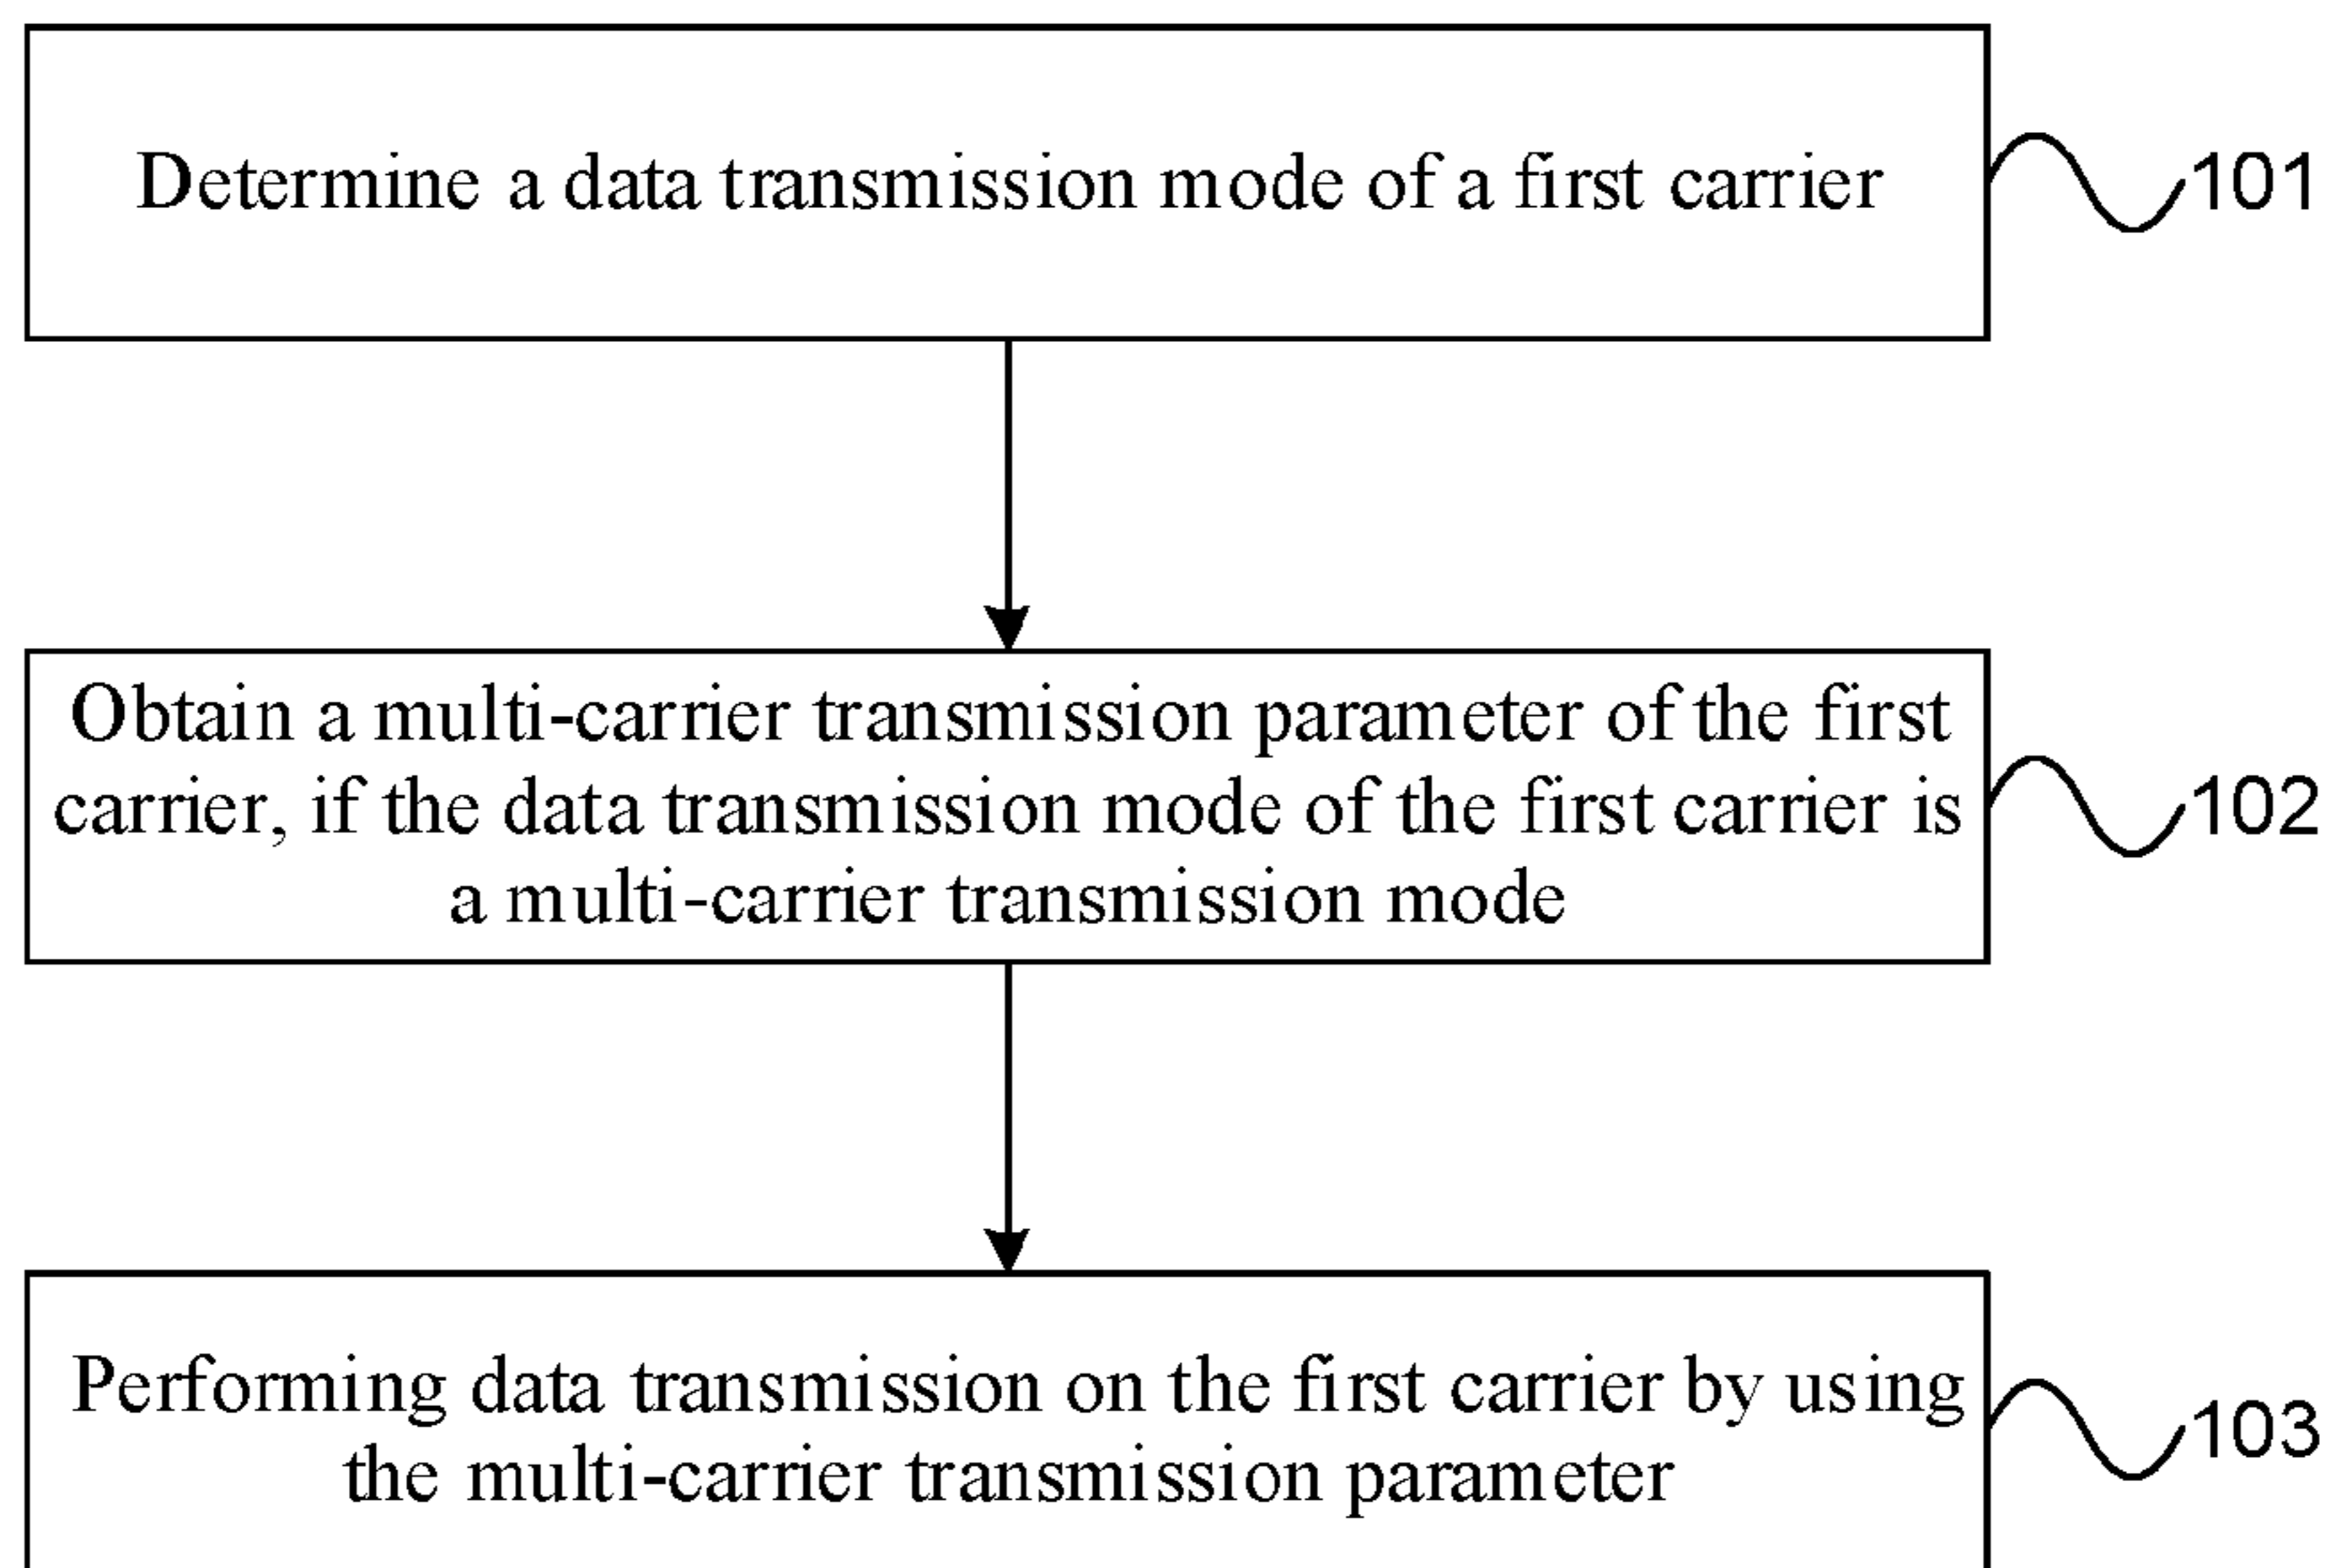 Determine a data transmission mode of a first carrier
101
Obtain a multi-carrier transmission parameter of the first
carrier, if the data transmission mode of the first carrier is
a multi-carrier transmission mode
102
Performing data transmission on the first carrier by using
the multi-carrier transmission parameter
103